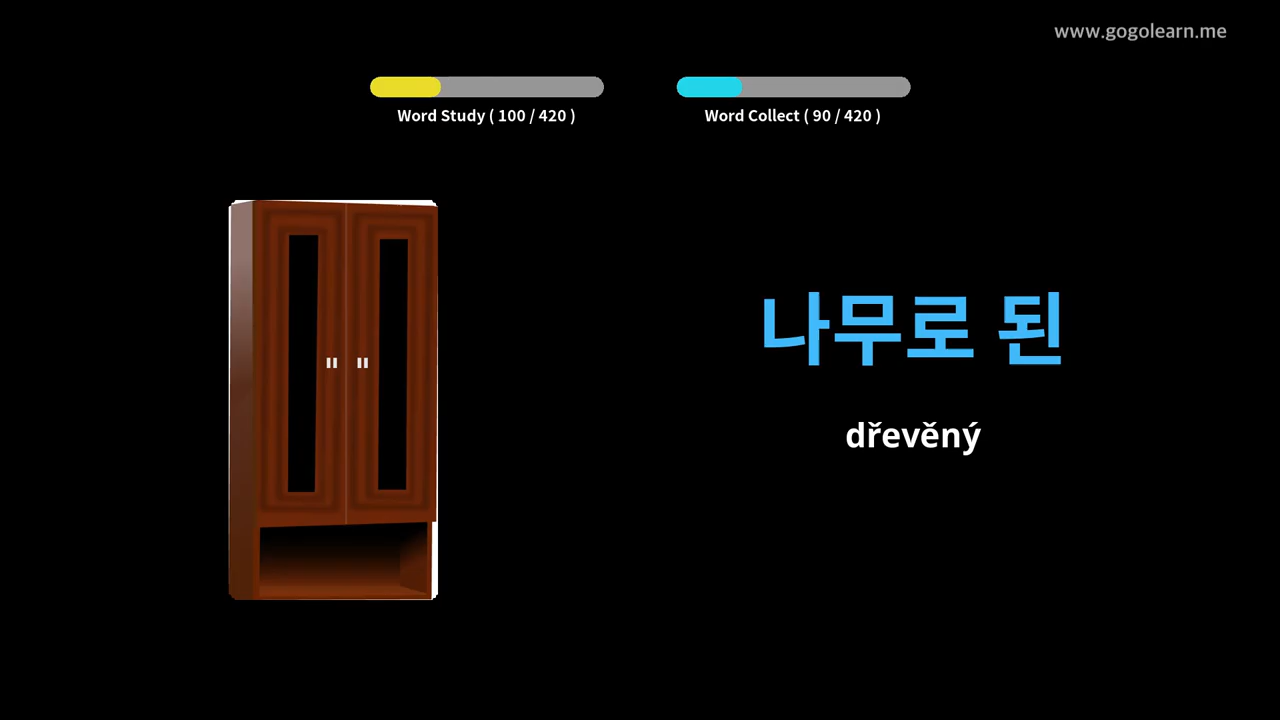 www.gogolearn.me
Word Study ( 100 / 420 )
Word Collect ( 90 / 420 )
나무로 된
dřevěný